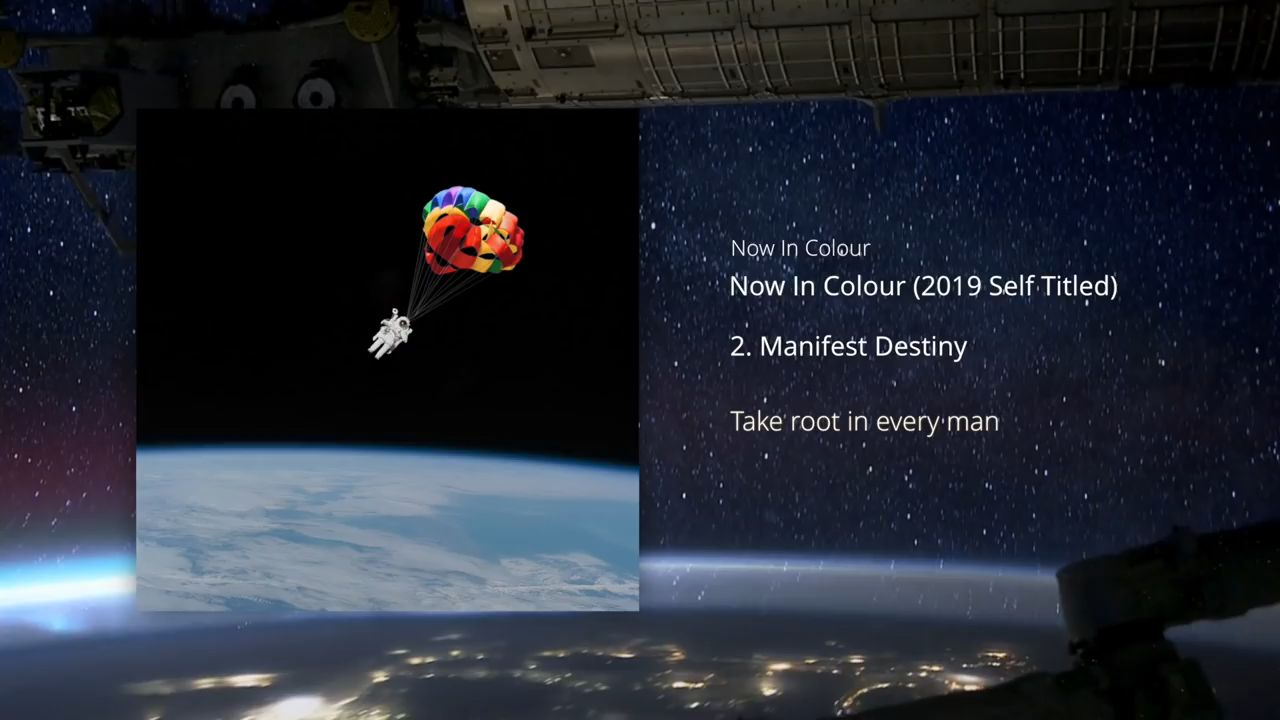 Now In Colour
Now In Colour (2019 Self Titled)
2. Manifest Destiny
Take root in every man